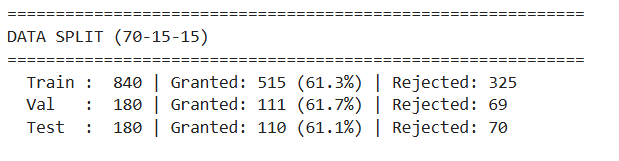 ============================================================
DATA SPLIT (70-15-15)
============================================================
  Train :  840 | Granted: 515 (61.3%) | Rejected: 325
  Val   :  180 | Granted: 111 (61.7%) | Rejected: 69
  Test  :  180 | Granted: 110 (61.1%) | Rejected: 70